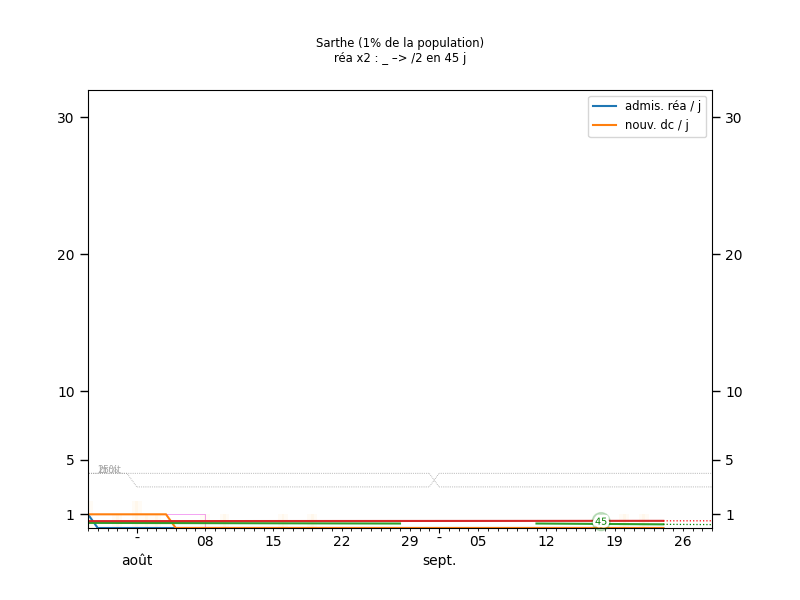 Sarthe (1% de la population)
réa x2 : _ –> /2 en 45 j
admis. réa / j
nouv. dc / j
30 30
20 20
10 10
5 5
1 1
45
- 08 15 22 29 - 05 12 19 26
août sept.